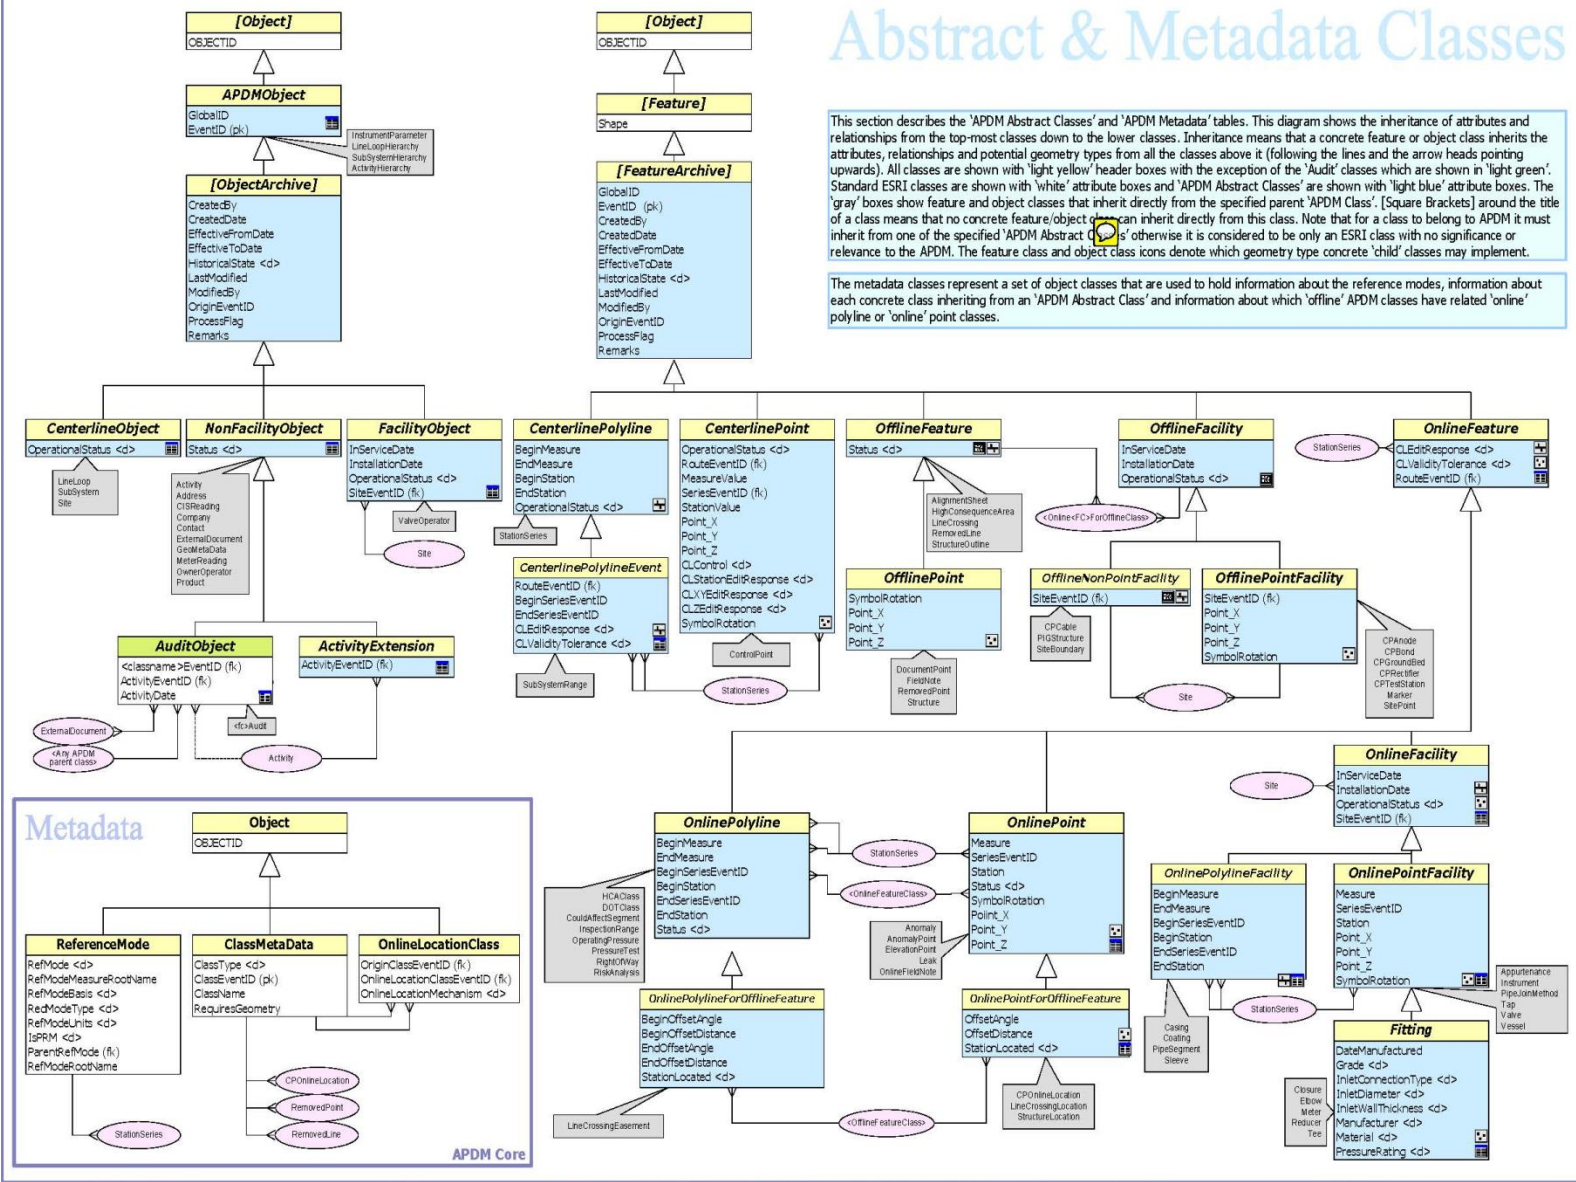 Abstract & Metadata Classes
This section describes the ‘APDM Abstract Classes’ and ‘APDM Metadata’ tables. This diagram shows the inheritance of attributes and
relationships from the top-most classes down to the lower classes. Inheritance means that a concrete feature or object class inherits the
attributes, relationships and potential geometry types from all the classes above it (following the lines and the arrow heads pointing
upwards). All classes are shown with ‘light yellow’ header boxes with the exception of the ‘Audit’ classes which are shown in ‘light green’.
Standard ESRI classes are shown with ‘white’ attribute boxes and ‘APDM Abstract Classes’ are shown with ‘light blue’ attribute boxes. The
‘gray’ boxes show feature and object classes that inherit directly from the specified parent ‘APDM Class’. [Square Brackets] around the title
of a class means that no concrete feature/object class can inherit directly from this class. Note that for a class to belong to APDM it must
inherit from one of the specified ‘APDM Abstract Classes’ otherwise it is considered to be only an ESRI class with no significance or
relevance to the APDM. The feature class and object class icons denote which geometry type concrete ‘child’ classes may implement.
The metadata classes represent a set of object classes that are used to hold information about the reference modes, information about
each concrete class inheriting from an ‘APDM Abstract Class’ and information about which ‘offline’ APDM classes have related ‘online’
polyline or ‘online’ point classes.
[Object]
OBJECTID
APDMObject
GlobalID
EventID (pk)
InstrumentParameter
LineLoopHierarchy
SubSystemHierarchy
ActivityHierarchy
[ObjectArchive]
CreatedBy
CreatedDate
EffectiveFromDate
EffectiveToDate
HistoricalState <d>
LastModified
ModifiedBy
OriginEventID
ProcessFlag
Remarks
[Object]
OBJECTID
[Feature]
Shape
[FeatureArchive]
GlobalID
EventID (pk)
CreatedBy
CreatedDate
EffectiveFromDate
EffectiveToDate
HistoricalState <d>
LastModified
ModifiedBy
OriginEventID
ProcessFlag
Remarks
CenterlineObject
OperationalStatus <d>
LineLoop
SubSystem
Site
NonFacilityObject
Status <d>
Activity
Address
CISReading
Company
Contact
ExternalDocument
GeoMetaData
MeterReading
OwnerOperator
Product
FacilityObject
InServiceDate
InstallationDate
OperationalStatus <d>
SiteEventID (fk)
ValveOperator
Site
AuditObject
<classname>EventID (fk)
ActivityEventID (fk)
ActivityDate
<fc>Audit
ActivityExtension
ActivityEventID (fk)
ExternalDocument
<Any APDM
parent class>
Activity
CenterlinePolyline
BeginMeasure
EndMeasure
BeginStation
EndStation
OperationalStatus <d>
StationSeries
CenterlinePolylineEvent
RouteEventID (fk)
BeginSeriesEventID
EndSeriesEventID
CLEditResponse <d>
CLValidityTolerance <d>
SubSystemRange
CenterlinePoint
OperationalStatus <d>
RouteEventID (fk)
MeasureValue
SeriesEventID (fk)
StationValue
Point_X
Point_Y
Point_Z
CLControl <d>
CLStationEditResponse <d>
CLXYEditResponse <d>
CLZEditResponse <d>
SymbolRotation
ControlPoint
StationSeries
OfflineFeature
Status <d>
AlignmentSheet
HighConsequenceArea
LineCrossing
RemovedLine
StructureOutline
OfflinePoint
SymbolRotation
Point_X
Point_Y
Point_Z
DocumentPoint
FieldNote
RemovedPoint
Structure
<Online<FC>ForOfflineClass>
OfflineFacility
InServiceDate
InstallationDate
OperationalStatus <d>
OfflineNonPointFacility
SiteEventID (fk)
CPCable
PIGStructure
SiteBoundary
OfflinePointFacility
SiteEventID (fk)
Point_X
Point_Y
Point_Z
SymbolRotation
CPAnode
CPBond
CPGroundBed
CPRectifier
CPTestStation
Marker
SitePoint
Site
StationSeries
OnlineFeature
CLEditResponse <d>
CLValidityTolerance <d>
RouteEventID (fk)
OnlinePolyline
BeginMeasure
EndMeasure
BeginSeriesEventID
BeginStation
EndSeriesEventID
EndStation
Status <d>
HCAClass
DOTClass
CouldAffectSegment
InspectionRange
OperatingPressure
PressureTest
RightOfWay
RiskAnalysis
StationSeries
<OnlineFeatureClass>
OnlinePoint
Measure
SeriesEventID
Station
Status <d>
SymbolRotation
Poiint_X
Point_Y
Point_Z
Anomaly
AnomalyPoint
ElevationPoint
Leak
OnlineFieldNote
OnlinePolylineForOfflineFeature
BeginOffsetAngle
BeginOffsetDistance
EndOffsetAngle
EndOffsetDistance
StationLocated <d>
LineCrossingEasement
OnlinePointForOfflineFeature
OffsetAngle
OffsetDistance
StationLocated <d>
CPOnlineLocation
LineCrossingLocation
StructureLocation
<OfflineFeatureClass>
Site
OnlineFacility
InServiceDate
InstallationDate
OperationalStatus <d>
SiteEventID (fk)
OnlinePolylineFacility
BeginMeasure
EndMeasure
BeginSeriesEventID
BeginStation
EndSeriesEventID
EndStation
Casing
Coating
PipeSegment
Sleeve
StationSeries
OnlinePointFacility
Measure
SeriesEventID
Station
Point_X
Point_Y
Point_Z
SymbolRotation
Appurtenance
Instrument
PipeJoinMethod
Tap
Valve
Vessel
Fitting
DateManufactured
Grade <d>
InletConnectionType <d>
InletDiameter <d>
InletWallThickness <d>
Manufacturer <d>
Material <d>
PressureRating <d>
Closure
Elbow
Meter
Reducer
Tee
Metadata
Object
OBJECTID
ReferenceMode
RefMode <d>
RefModeMeasureRootName
RefModeBasis <d>
RedModeType <d>
RefModeUnits <d>
IsPRM <d>
ParentRefMode (fk)
RefModeRootName
StationSeries
ClassMetaData
ClassType <d>
ClassEventID (pk)
ClassName
RequiresGeometry
CPOnlineLocation
RemovedPoint
RemovedLine
OnlineLocationClass
OriginClassEventID (fk)
OnlineLocationClassEventID (fk)
OnlineLocationMechanism <d>
APDM Core